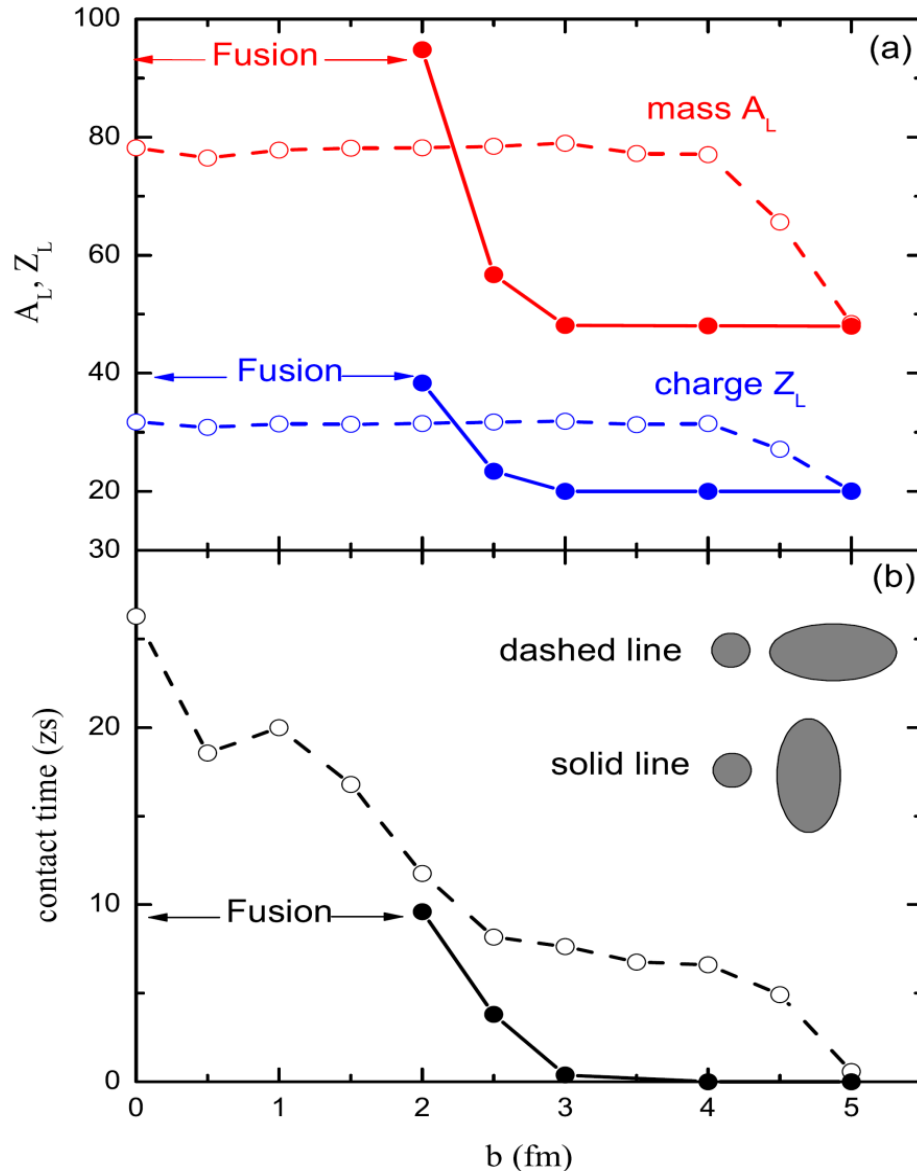 100
(a)
Fusion
mass A_L
80
60
A_L, Z_L
40
Fusion
charge Z_L
20
30
(b)
dashed line
20
solid line
contact time (zs)
10
Fusion
0
0 1 2 3 4 5
b (fm)